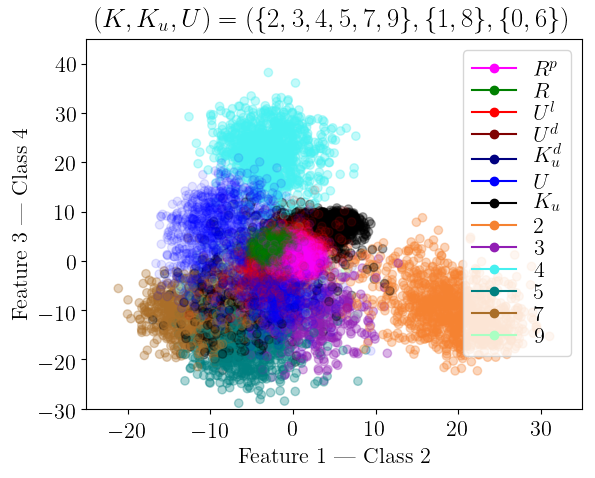 (K, K_u, U) = ({2, 3, 4, 5, 7, 9}, {1, 8}, {0, 6})
Feature 3 — Class 4
40
30
20
10
0
−10
−20
−30
R^p
R
U^l
U^d
K_u^d
U
K_u
2
3
4
5
7
9
−20 −10 0 10 20 30
Feature 1 — Class 2